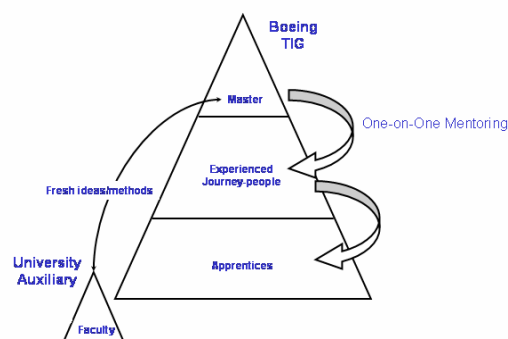 Boeing
TIG
Master
One-on-One Mentoring
Experienced
Journey-people
Fresh ideas/methods
University
Auxiliary
Apprentices
Faculty